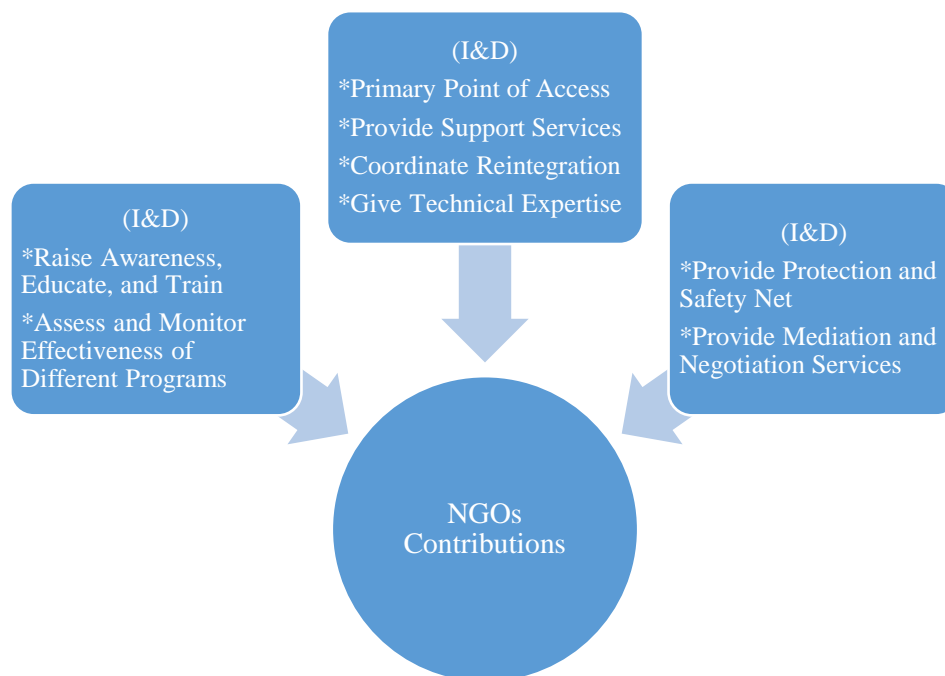 (I&D)
*Raise Awareness,
Educate, and Train
*Assess and Monitor
Effectiveness of
Different Programs
(I&D)
*Primary Point of Access
*Provide Support Services
*Coordinate Reintegration
*Give Technical Expertise
(I&D)
*Provide Protection and
Safety Net
*Provide Mediation and
Negotiation Services
NGOs
Contributions